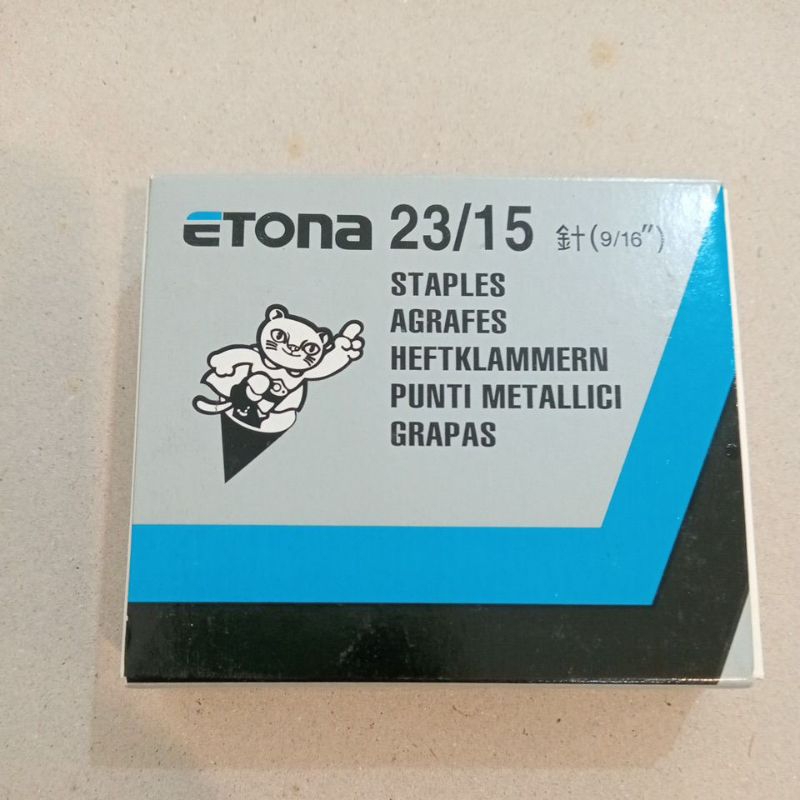 ETONA 23/15 針(9/16")
STAPLES
AGRAFES
HEFTKLAMMERN
PUNTI METALLICI
GRAPAS